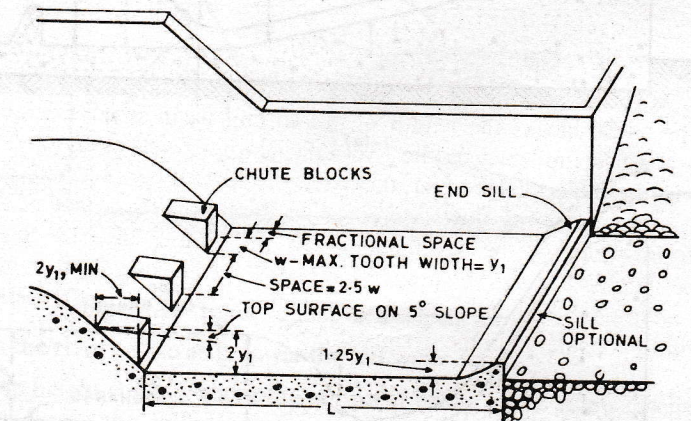 CHUTE BLOCKS
END SILL
FRACTIONAL SPACE
w-MAX. TOOTH WIDTH= y₁
2y₁, MIN
SPACE=2·5 w
TOP SURFACE ON 5° SLOPE
SILL
OPTIONAL
2y₁
1·25y₁
L